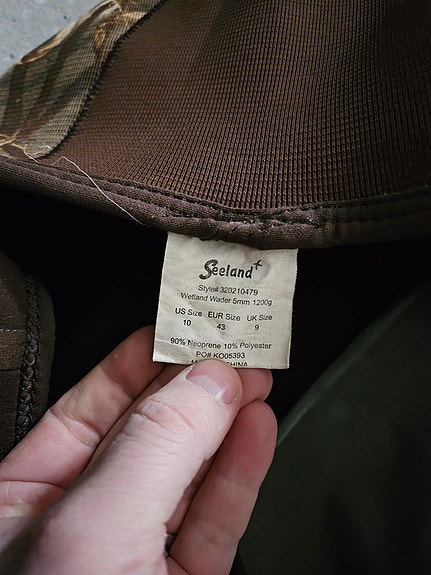 Seeland
Style# 320210479
Wetland Wader 5mm 1200g
US Size EUR Size UK Size
10 43 9
90% Neoprene 10% Polyester
PO# KO05393
CHINA